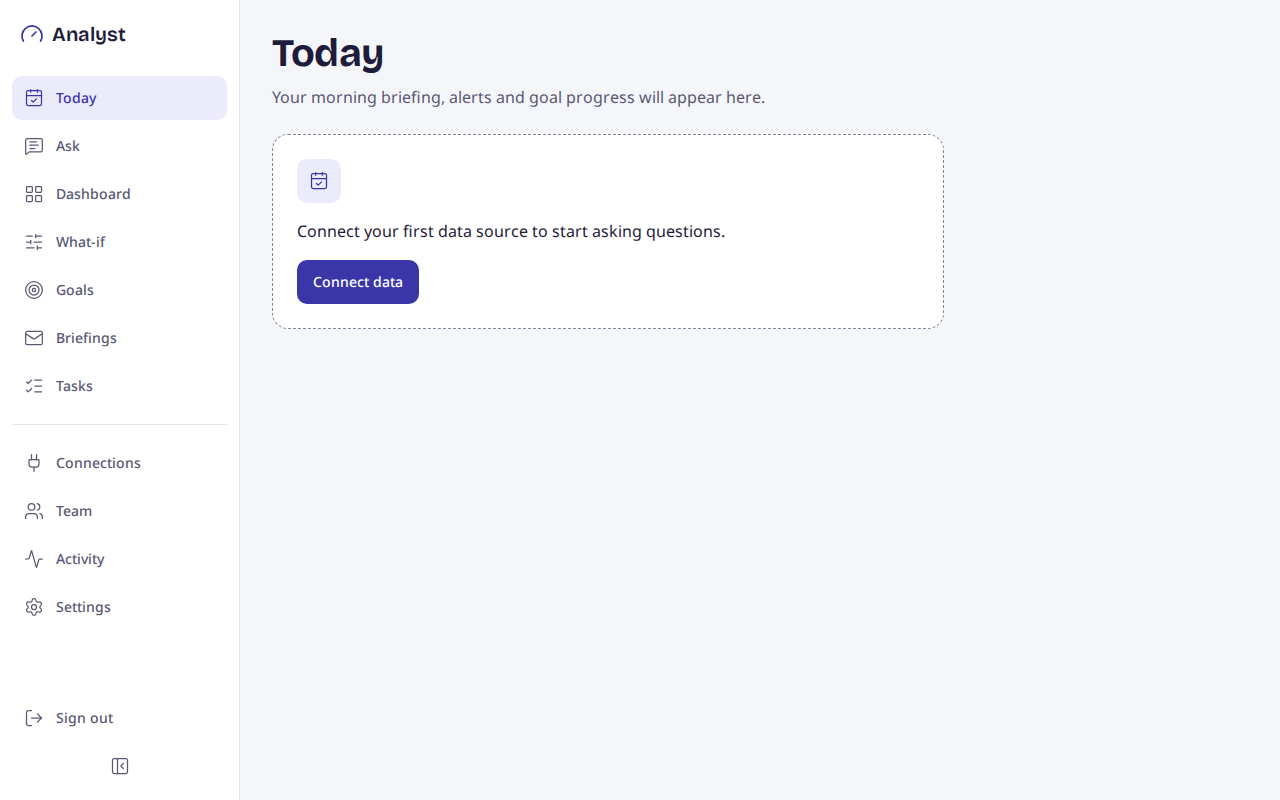 Analyst
Today
Ask
Dashboard
What-if
Goals
Briefings
Tasks
Connections
Team
Activity
Settings
Sign out
Today
Your morning briefing, alerts and goal progress will appear here.
Connect your first data source to start asking questions.
Connect data